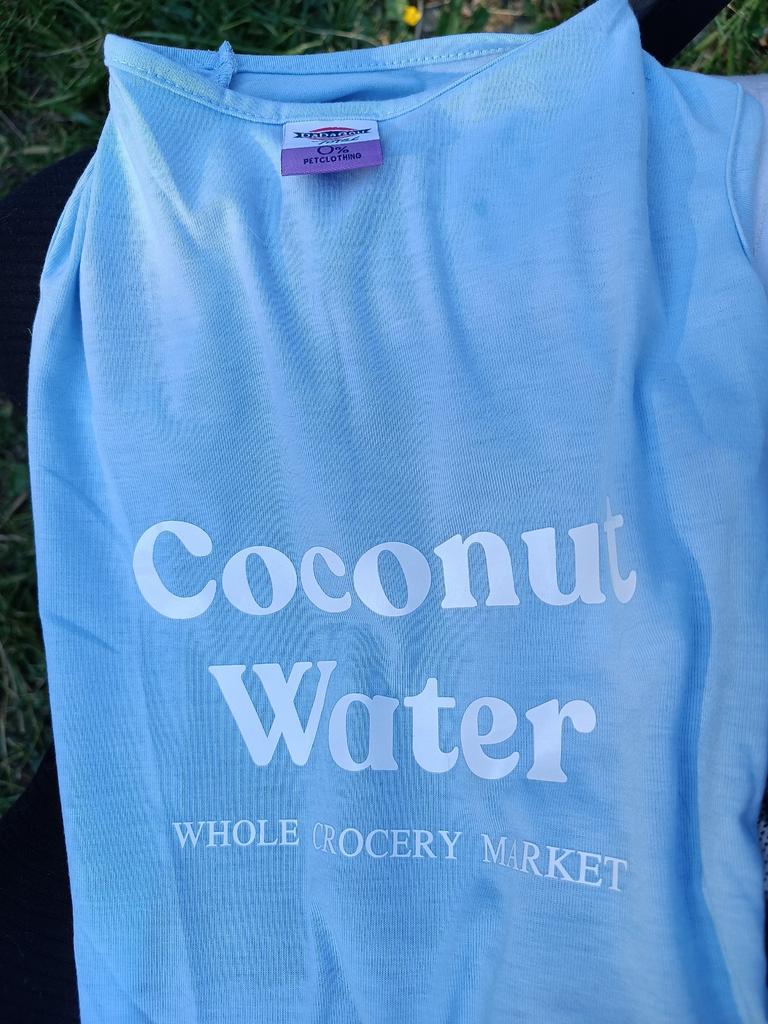 0%
PETCLOTHING
Coconut
Water
WHOLE CROCERY MARKET